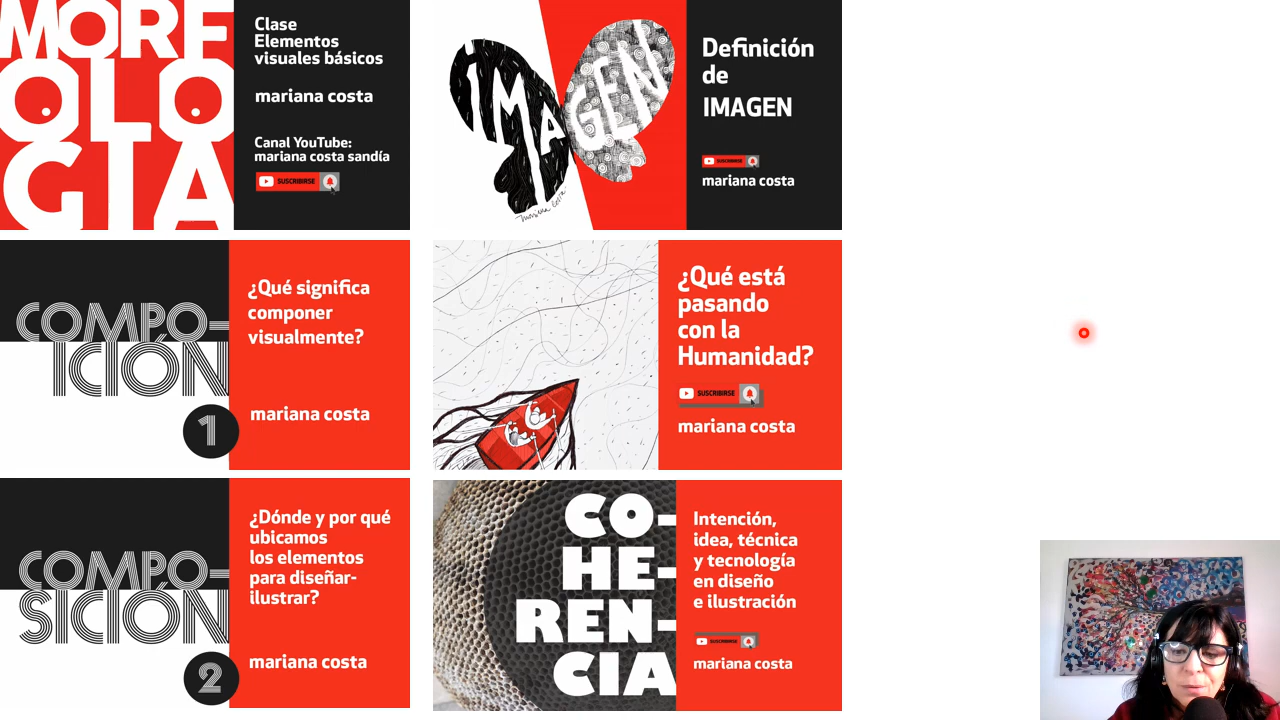 MORF
OLO
GIA
Clase
Elementos
visuales básicos
mariana costa
Canal YouTube:
mariana costa sandía
SUSCRIBIRSE
IMAGEN
mariana costa
Definición
de
IMAGEN
SUSCRIBIRSE
mariana costa
COMPO-
ICIÓN
1
¿Qué significa
componer
visualmente?
mariana costa
¿Qué está
pasando
con la
Humanidad?
SUSCRIBIRSE
mariana costa
COMPO-
SICIÓN
2
¿Dónde y por qué
ubicamos
los elementos
para diseñar-
ilustrar?
mariana costa
CO-
HE-
REN-
CIA
Intención,
idea, técnica
y tecnología
en diseño
e ilustración
SUSCRIBIRSE
mariana costa